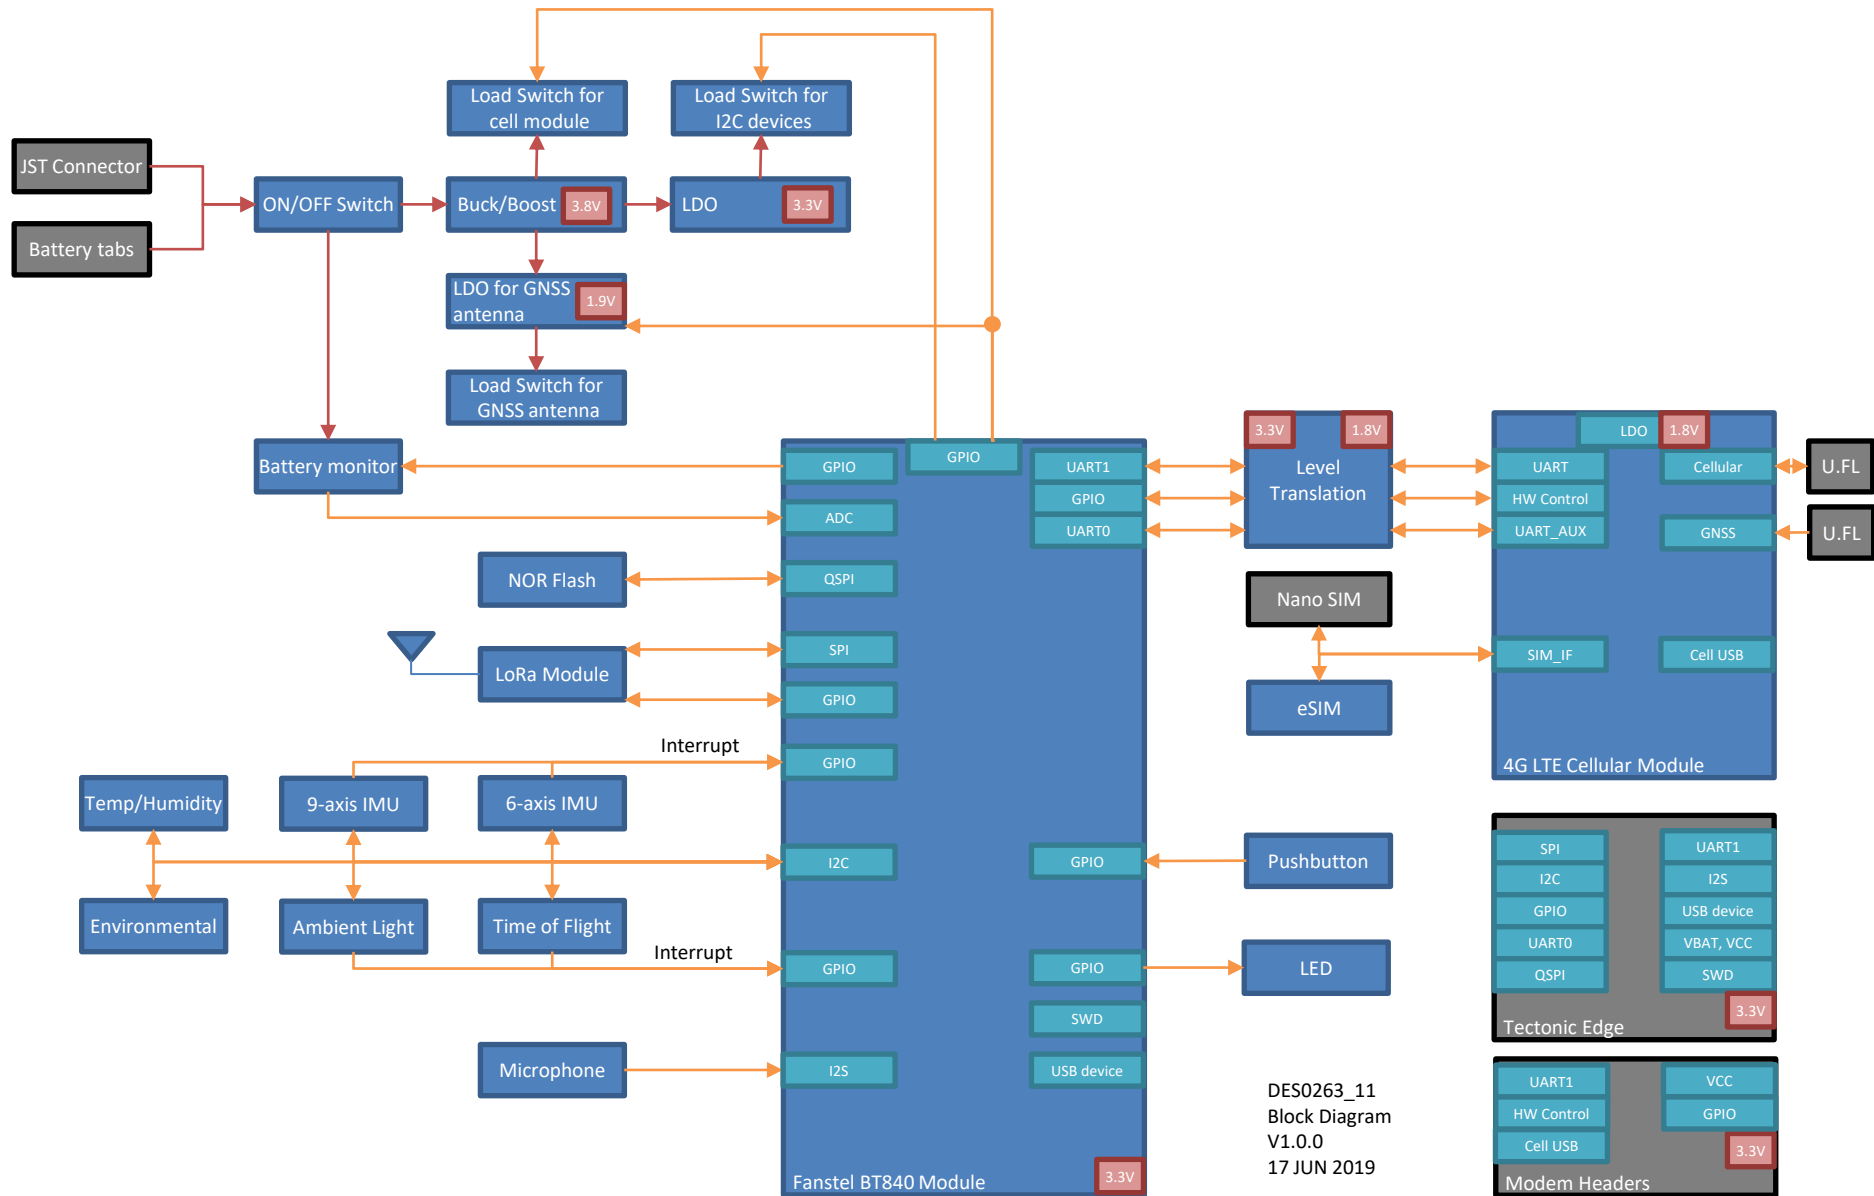 Load Switch for
cell module
Load Switch for
I2C devices
JST Connector
Battery tabs
ON/OFF Switch
Buck/Boost
3.8V
LDO
3.3V
LDO for GNSS
antenna
1.9V
Load Switch for
GNSS antenna
Battery monitor
NOR Flash
LoRa Module
Interrupt
Temp/Humidity
9-axis IMU
6-axis IMU
Environmental
Ambient Light
Time of Flight
Interrupt
Microphone
GPIO
GPIO
ADC
QSPI
SPI
GPIO
GPIO
I2C
GPIO
I2S
UART1
GPIO
UART0
GPIO
GPIO
SWD
USB device
3.3V
Fanstel BT840 Module
3.3V
1.8V
Level
Translation
Nano SIM
eSIM
Pushbutton
LED
LDO
1.8V
UART
HW Control
UART_AUX
SIM_IF
Cellular
GNSS
Cell USB
4G LTE Cellular Module
U.FL
U.FL
SPI
I2C
GPIO
UART0
QSPI
UART1
I2S
USB device
VBAT, VCC
SWD
3.3V
Tectonic Edge
UART1
HW Control
Cell USB
VCC
GPIO
3.3V
Modem Headers
DES0263_11
Block Diagram
V1.0.0
17 JUN 2019